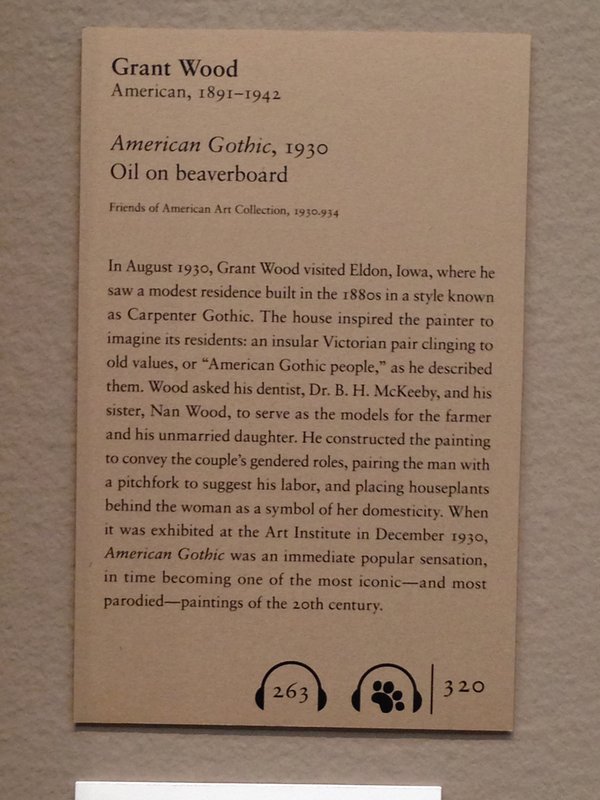 Grant Wood
American, 1891–1942
American Gothic, 1930
Oil on beaverboard
Friends of American Art Collection, 1930.934
In August 1930, Grant Wood visited Eldon, Iowa, where he
saw a modest residence built in the 1880s in a style known
as Carpenter Gothic. The house inspired the painter to
imagine its residents: an insular Victorian pair clinging to
old values, or “American Gothic people,” as he described
them. Wood asked his dentist, Dr. B. H. McKeeby, and his
sister, Nan Wood, to serve as the models for the farmer
and his unmarried daughter. He constructed the painting
to convey the couple’s gendered roles, pairing the man with
a pitchfork to suggest his labor, and placing houseplants
behind the woman as a symbol of her domesticity. When
it was exhibited at the Art Institute in December 1930,
American Gothic was an immediate popular sensation,
in time becoming one of the most iconic—and most
parodied—paintings of the 20th century.
263 320